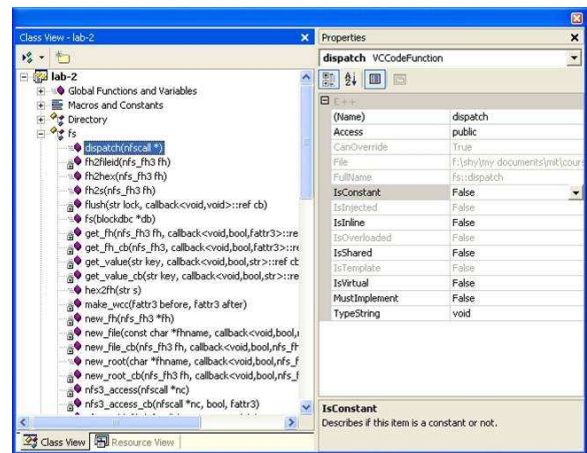 Class View - lab-2
lab-2
Global Functions and Variables
Macros and Constants
Directory
fs
dispatch(nfscall *)
fh2fileid(nfs_fh3 fh)
fh2hex(nfs_fh3 fh)
fh2s(nfs_fh3 fh)
flush(str lock, callback<void,void>::ref cb)
fs(blockdbc *db)
get_fh(nfs_fh3 fh, callback<void,bool,fattr3>::re
get_fh_cb(nfs_fh3, callback<void,bool,fattr3>::re
get_value(str key, callback<void,bool,str>::ref cb
get_value_cb(str key, callback<void,bool,str>::re
hex2fh(str s)
make_wcc(fattr3 before, fattr3 after)
new_fh(nfs_fh3 *fh)
new_file(const char *fhname, callback<void,bool,
new_file_cb(nfs_fh3 fh, callback<void,bool,nfs_fh
new_root(char *fhname, callback<void,bool,nfs_f
new_root_cb(nfs_fh3 fh, callback<void,bool,nfs_f
nfs3_access(nfscall *nc)
nfs3_access_cb(nfscall *nc, bool, fattr3)
Class View
Resource View
Properties
dispatch VCCodeFunction
C++
(Name) dispatch
Access public
CanOverride True
File f:\shy\my documents\mit\cours
FullName fs::dispatch
IsConstant False
IsInjected False
IsInline False
IsOverloaded False
IsShared False
IsTemplate False
IsVirtual False
MustImplement False
TypeString void
IsConstant
Describes if this item is a constant or not.